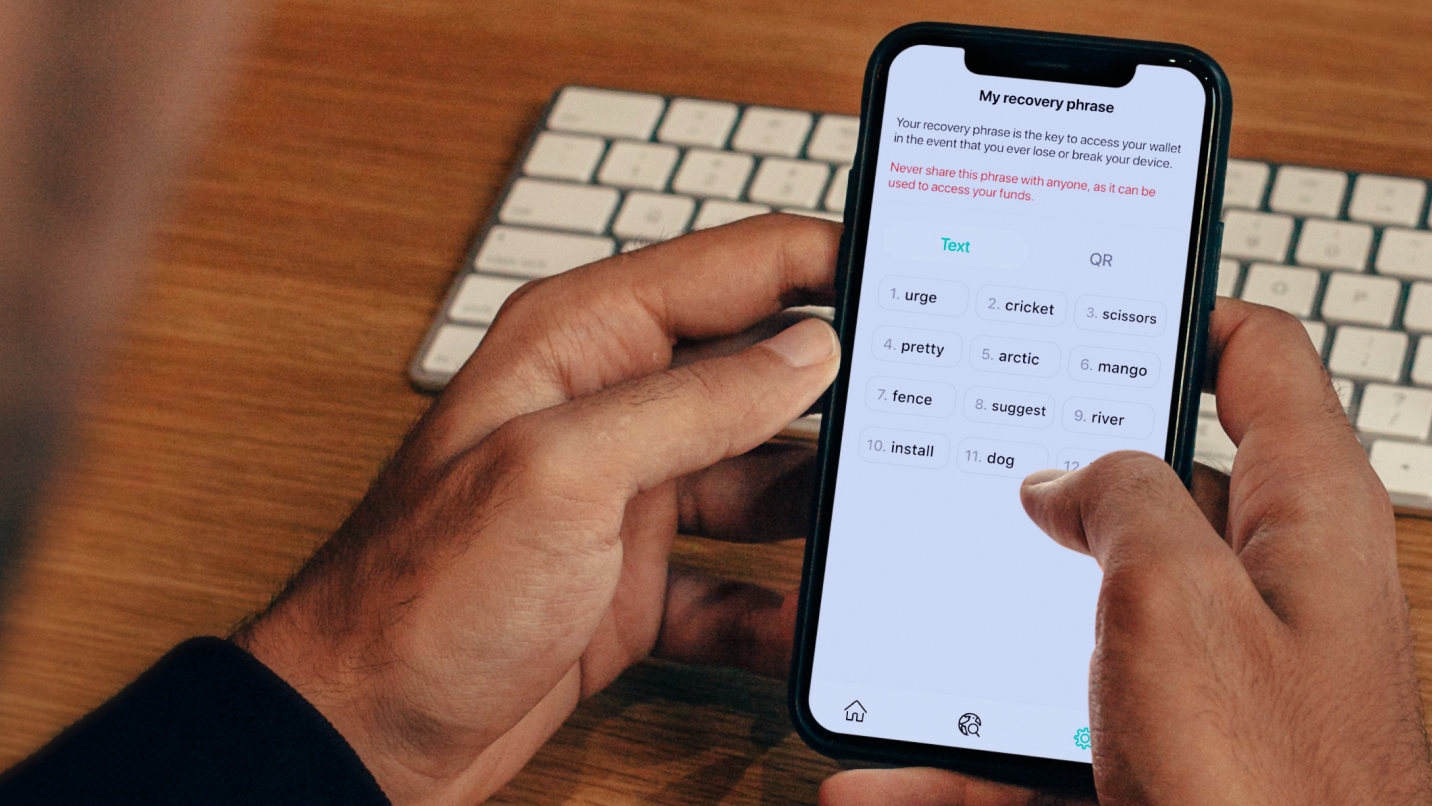 My recovery phrase
Your recovery phrase is the key to access your wallet
in the event that you ever lose or break your device.
Never share this phrase with anyone, as it can be
used to access your funds.
Text QR
1. urge 2. cricket 3. scissors
4. pretty 5. arctic 6. mango
7. fence 8. suggest 9. river
10. install 11. dog 12.
Q
O
P
?
/